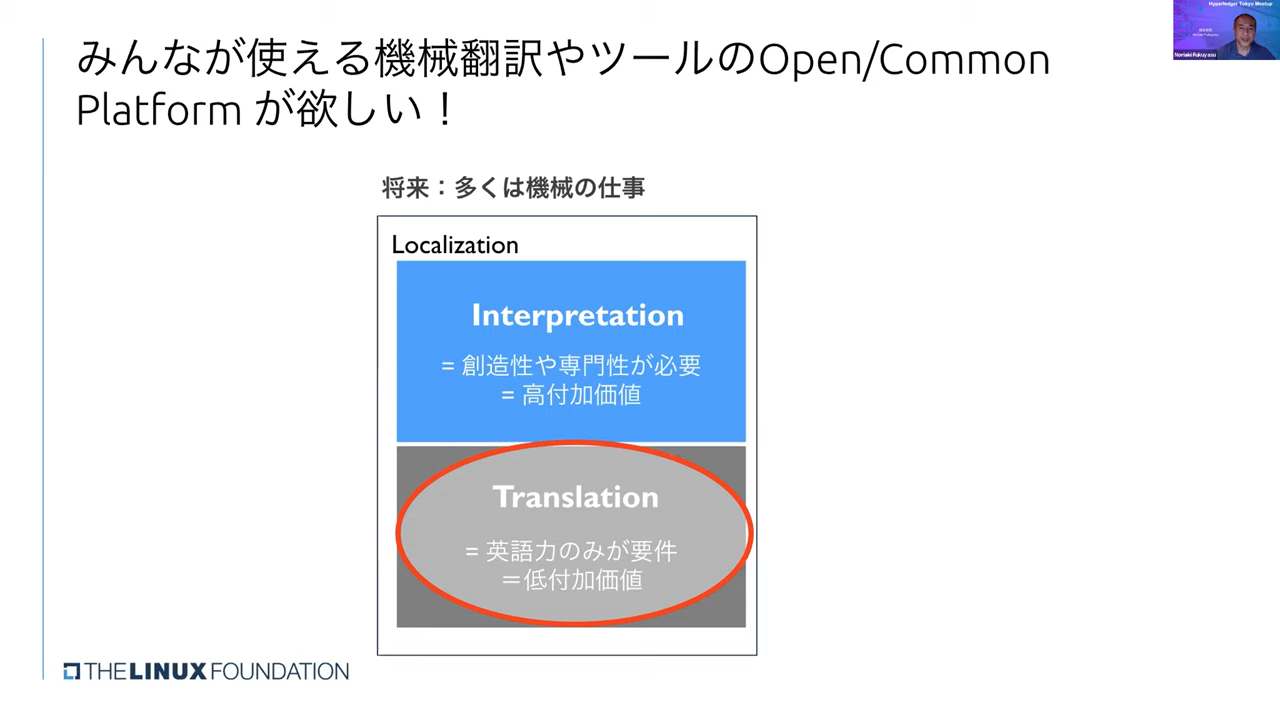 みんなが使える機械翻訳やツールのOpen/Common
Platform が欲しい！
Hyperledger Tokyo Meetup
Noriaki Fukuyasu
将来：多くは機械の仕事
Localization
Interpretation
= 創造性や専門性が必要
= 高付加価値
Translation
= 英語力のみが要件
＝低付加価値
THE LINUX FOUNDATION